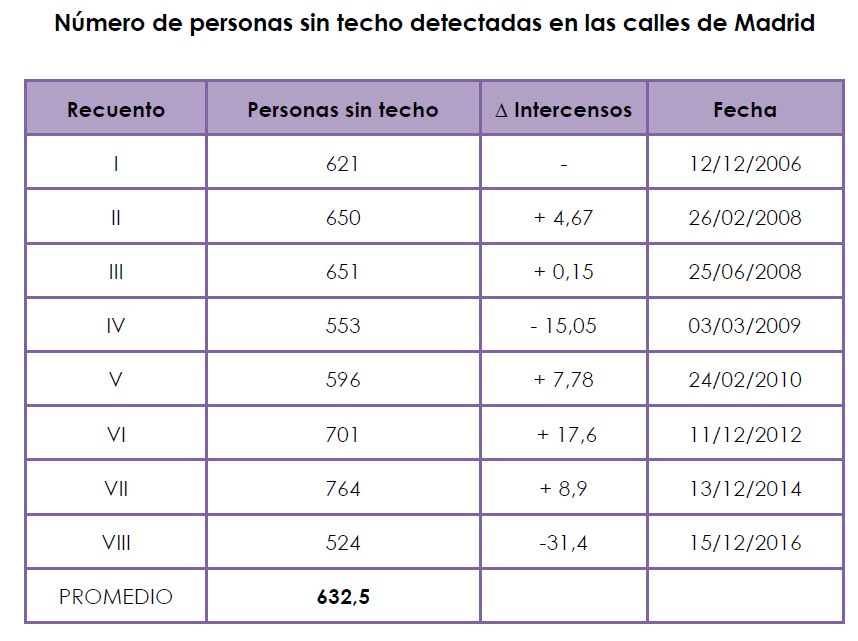 Número de personas sin techo detectadas en las calles de Madrid
Recuento Personas sin techo Δ Intercensos Fecha
I 621 - 12/12/2006
II 650 + 4,67 26/02/2008
III 651 + 0,15 25/06/2008
IV 553 - 15,05 03/03/2009
V 596 + 7,78 24/02/2010
VI 701 + 17,6 11/12/2012
VII 764 + 8,9 13/12/2014
VIII 524 -31,4 15/12/2016
PROMEDIO 632,5